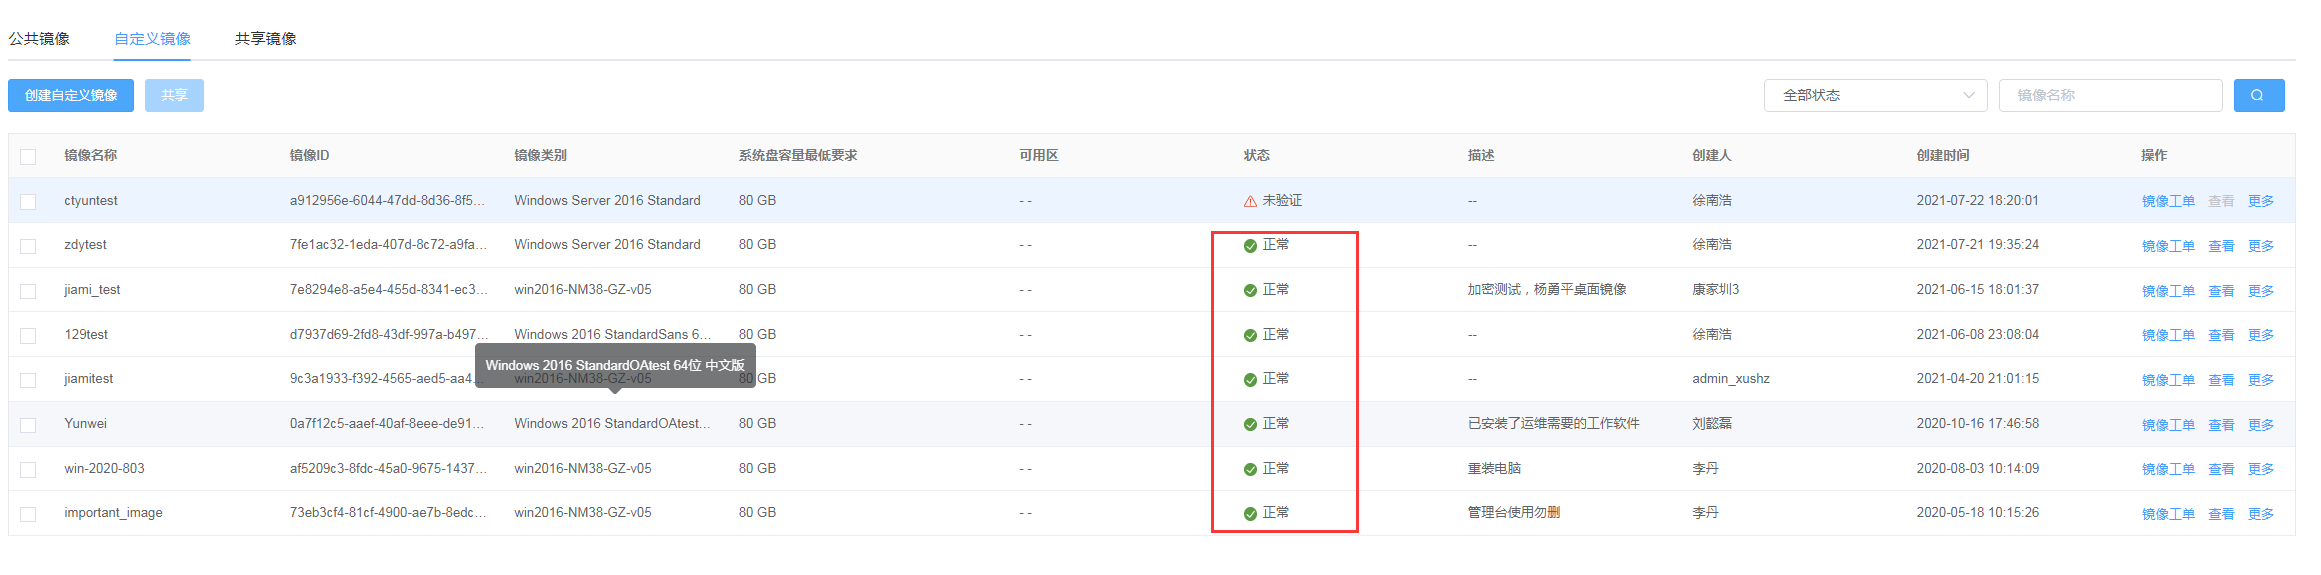 公共镜像 自定义镜像 共享镜像
创建自定义镜像 共享 全部状态 镜像名称
镜像名称 镜像ID 镜像类别 系统盘容量最低要求 可用区 状态 描述 创建人 创建时间 操作
ctyuntest a912956e-6044-47dd-8d36-8f5... Windows Server 2016 Standard 80 GB - - 未验证 -- 徐南浩 2021-07-22 18:20:01 镜像工单 查看 更多
zdytest 7fe1ac32-1eda-407d-8c72-a9fa... Windows Server 2016 Standard 80 GB - - 正常 -- 徐南浩 2021-07-21 19:35:24 镜像工单 查看 更多
jiami_test 7e8294e8-a5e4-455d-8341-ec3... win2016-NM38-GZ-v05 80 GB - - 正常 加密测试，杨勇平桌面镜像 康家圳3 2021-06-15 18:01:37 镜像工单 查看 更多
129test d7937d69-2fd8-43df-997a-b497... Windows 2016 StandardSans 6... 80 GB - - 正常 -- 徐南浩 2021-06-08 23:08:04 镜像工单 查看 更多
Windows 2016 StandardOAtest 64位 中文版
jiamitest 9c3a1933-f392-4565-aed5-aa4... win2016-NM38-GZ-v05 80 GB - - 正常 -- admin_xushz 2021-04-20 21:01:15 镜像工单 查看 更多
Yunwei 0a7f12c5-aaef-40af-8eee-de91... Windows 2016 StandardOAtest... 80 GB - - 正常 已安装了运维需要的工作软件 刘懿磊 2020-10-16 17:46:58 镜像工单 查看 更多
win-2020-803 af5209c3-8fdc-45a0-9675-1437... win2016-NM38-GZ-v05 80 GB - - 正常 重装电脑 李丹 2020-08-03 10:14:09 镜像工单 查看 更多
important_image 73eb3cf4-81cf-4900-ae7b-8edc... win2016-NM38-GZ-v05 80 GB - - 正常 管理台使用勿删 李丹 2020-05-18 10:15:26 镜像工单 查看 更多